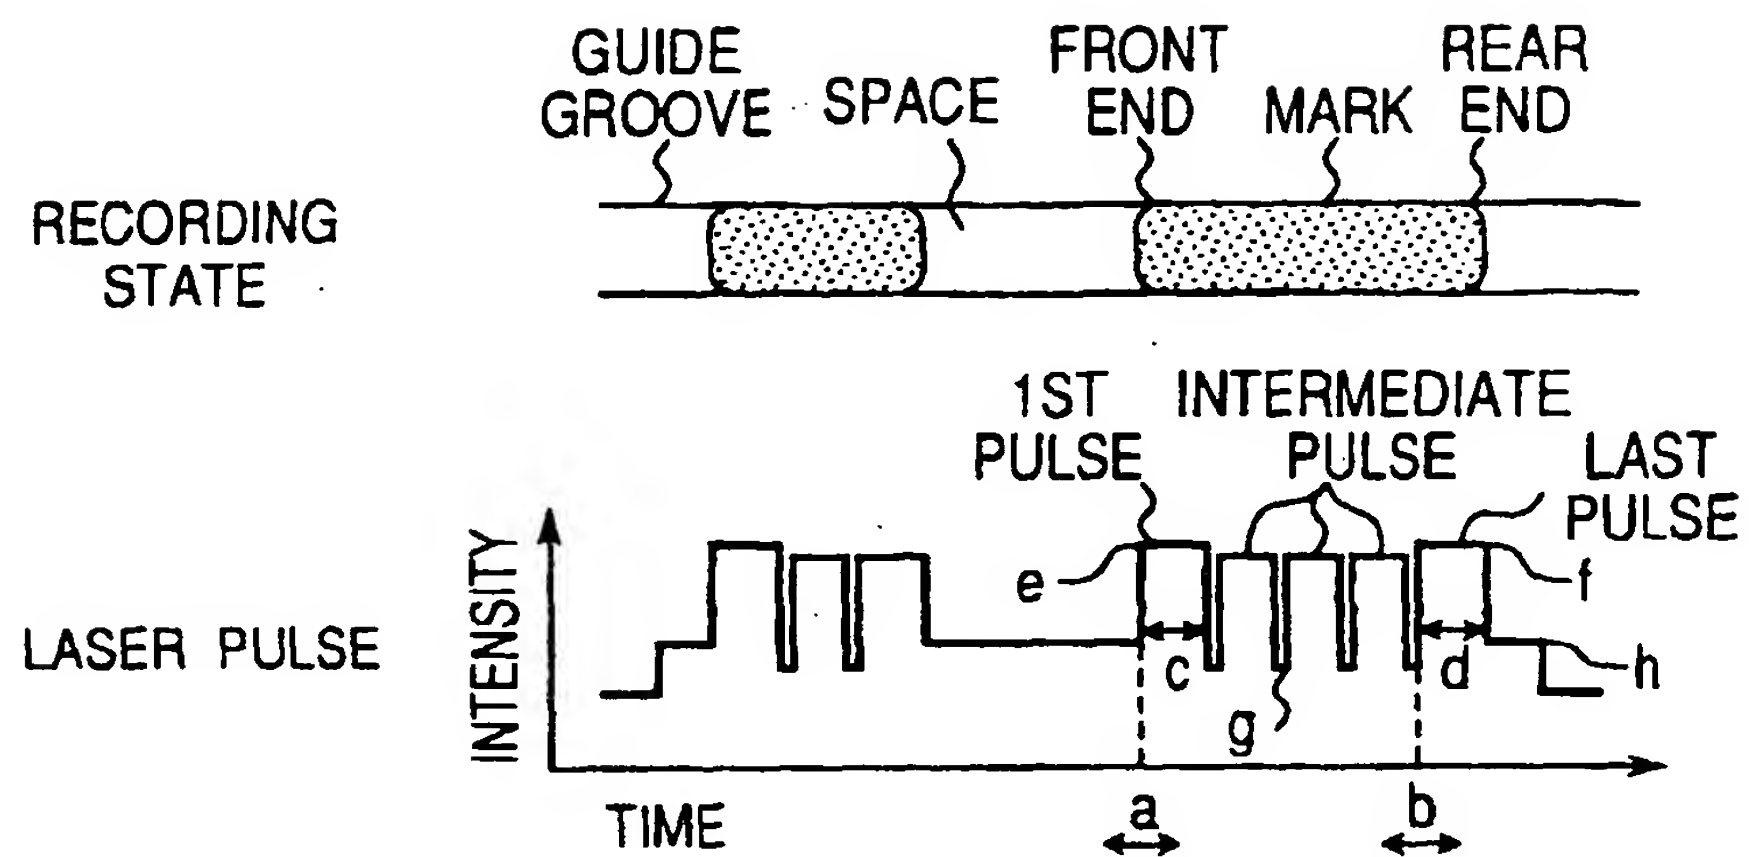 GUIDE
GROOVE
SPACE
FRONT
END
MARK
REAR
END
RECORDING
STATE
1ST
PULSE
INTERMEDIATE
PULSE
LAST
PULSE
e
f
LASER PULSE
INTENSITY
c
d
h
g
TIME
a
b